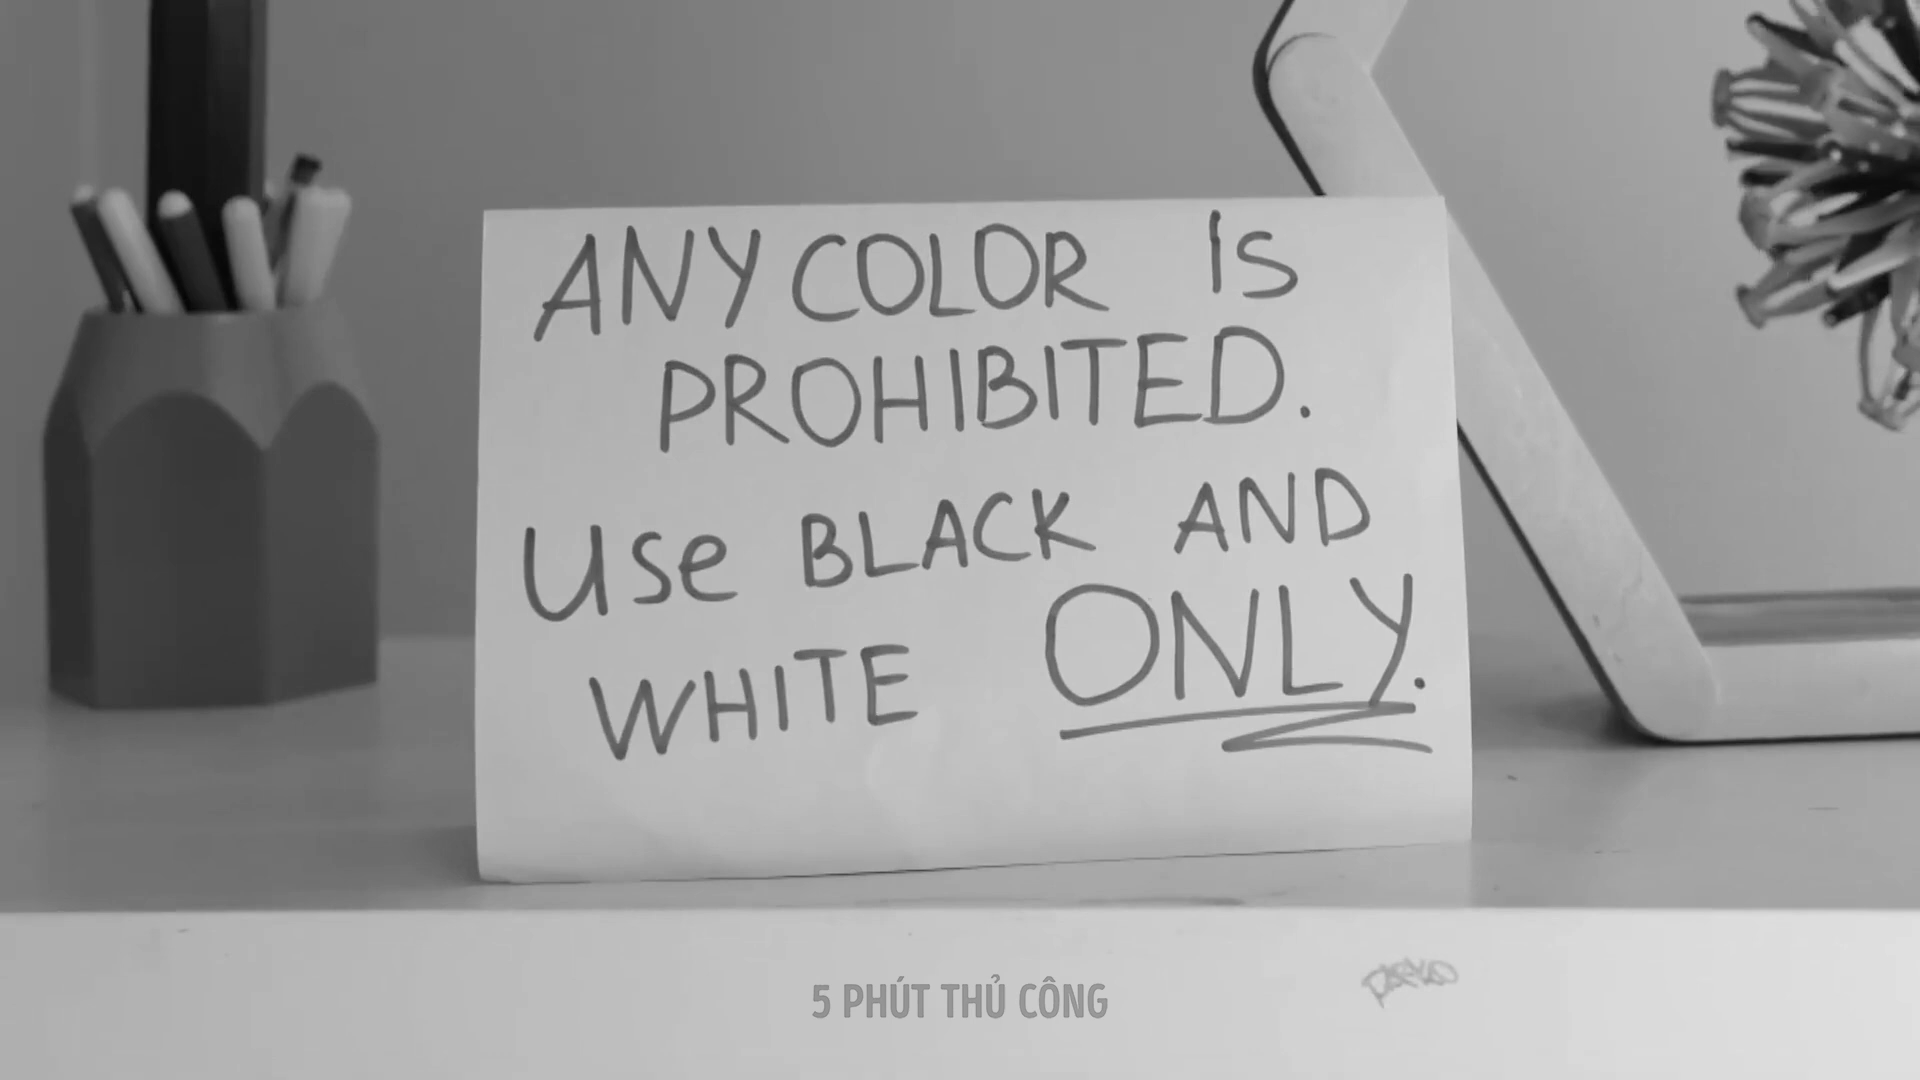 ANY COLOR IS
PROHIBITED.
Use BLACK AND
WHITE ONLY.
5 PHÚT THỦ CÔNG